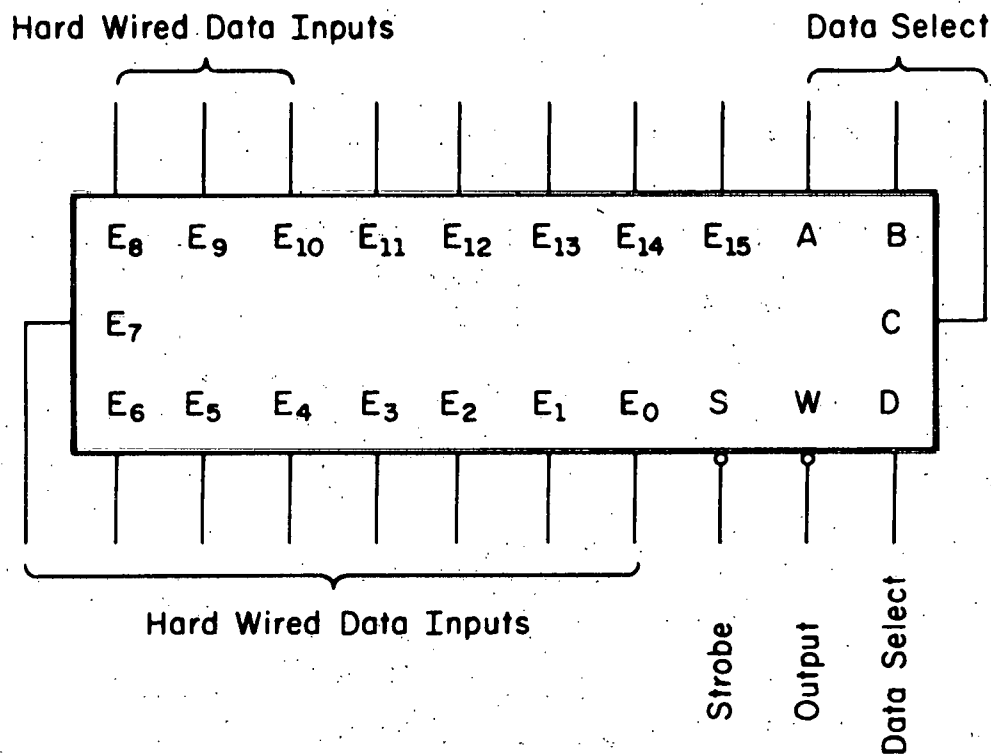 Hard Wired Data Inputs Data Select
E₈ E₉ E₁₀ E₁₁ E₁₂ E₁₃ E₁₄ E₁₅ A B
E₇ C
E₆ E₅ E₄ E₃ E₂ E₁ E₀ S W D
Hard Wired Data Inputs
Strobe
Output
Data Select